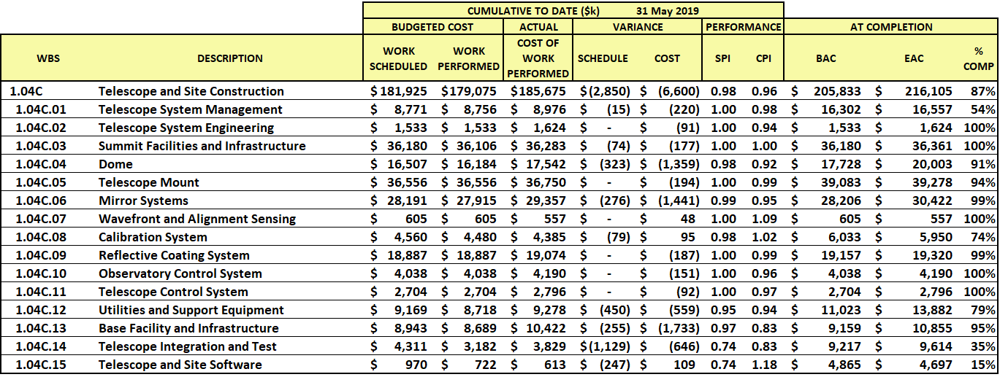 CUMULATIVE TO DATE ($k) 31 May 2019
BUDGETED COST ACTUAL VARIANCE PERFORMANCE AT COMPLETION
WBS DESCRIPTION WORK SCHEDULED WORK PERFORMED COST OF WORK PERFORMED SCHEDULE COST SPI CPI BAC EAC % COMP
1.04C Telescope and Site Construction $181,925 $179,075 $185,675 $(2,850) $ (6,600) 0.98 0.96 $ 205,833 $ 216,105 87%
1.04C.01 Telescope System Management $ 8,771 $ 8,756 $ 8,976 $ (15) $ (220) 1.00 0.98 $ 16,302 $ 16,557 54%
1.04C.02 Telescope System Engineering $ 1,533 $ 1,533 $ 1,624 $ - $ (91) 1.00 0.94 $ 1,533 $ 1,624 100%
1.04C.03 Summit Facilities and Infrastructure $ 36,180 $ 36,106 $ 36,283 $ (74) $ (177) 1.00 1.00 $ 36,180 $ 36,361 100%
1.04C.04 Dome $ 16,507 $ 16,184 $ 17,542 $ (323) $ (1,359) 0.98 0.92 $ 17,728 $ 20,003 91%
1.04C.05 Telescope Mount $ 36,556 $ 36,556 $ 36,750 $ - $ (194) 1.00 0.99 $ 39,083 $ 39,278 94%
1.04C.06 Mirror Systems $ 28,191 $ 27,915 $ 29,357 $ (276) $ (1,441) 0.99 0.95 $ 28,206 $ 30,422 99%
1.04C.07 Wavefront and Alignment Sensing $ 605 $ 605 $ 557 $ - $ 48 1.00 1.09 $ 605 $ 557 100%
1.04C.08 Calibration System $ 4,560 $ 4,480 $ 4,385 $ (79) $ 95 0.98 1.02 $ 6,033 $ 5,950 74%
1.04C.09 Reflective Coating System $ 18,887 $ 18,887 $ 19,074 $ - $ (187) 1.00 0.99 $ 19,157 $ 19,320 99%
1.04C.10 Observatory Control System $ 4,038 $ 4,038 $ 4,190 $ - $ (151) 1.00 0.96 $ 4,038 $ 4,190 100%
1.04C.11 Telescope Control System $ 2,704 $ 2,704 $ 2,796 $ - $ (92) 1.00 0.97 $ 2,704 $ 2,796 100%
1.04C.12 Utilities and Support Equipment $ 9,169 $ 8,718 $ 9,278 $ (450) $ (559) 0.95 0.94 $ 11,023 $ 13,882 79%
1.04C.13 Base Facility and Infrastructure $ 8,943 $ 8,689 $ 10,422 $ (255) $ (1,733) 0.97 0.83 $ 9,159 $ 10,855 95%
1.04C.14 Telescope Integration and Test $ 4,311 $ 3,182 $ 3,829 $(1,129) $ (646) 0.74 0.83 $ 9,217 $ 9,614 35%
1.04C.15 Telescope and Site Software $ 970 $ 722 $ 613 $ (247) $ 109 0.74 1.18 $ 4,865 $ 4,697 15%